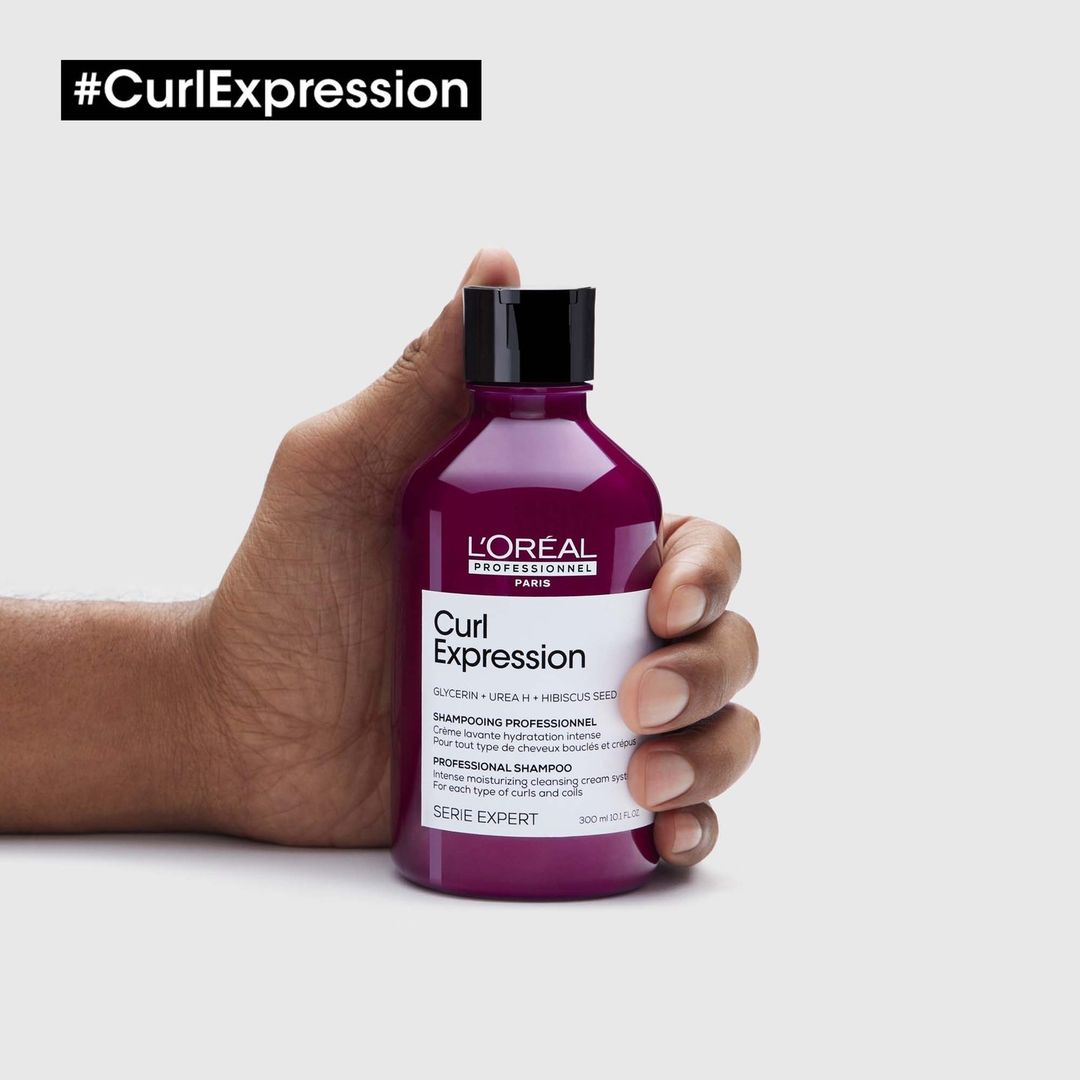 #CurlExpression
L'ORÉAL
PROFESSIONNEL
PARIS
Curl
Expression
GLYCERIN + UREA H + HIBISCUS SEED
SHAMPOOING PROFESSIONNEL
Crème lavante hydratation intense
Pour tout type de cheveux bouclés et crépus
PROFESSIONAL SHAMPOO
Intense moisturizing cleansing cream
For each type of curls and coils
SERIE EXPERT
300 ml 10.1 FL.OZ.